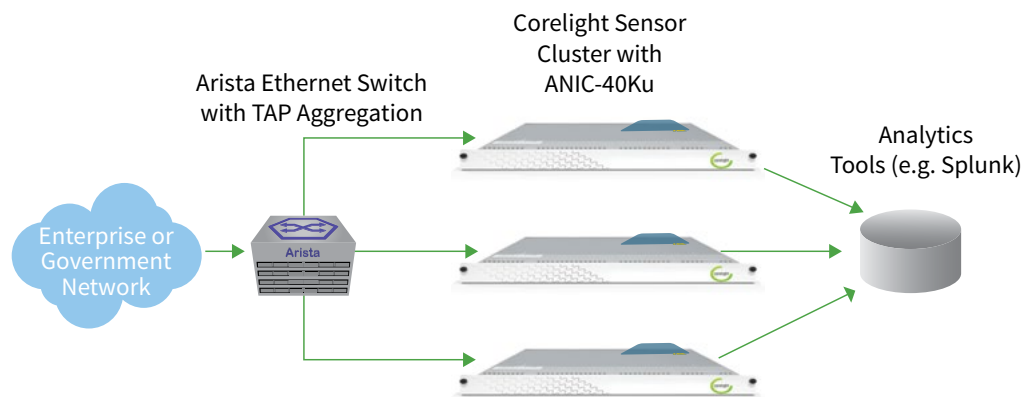 Corelight Sensor
Cluster with
ANIC-40Ku
Arista Ethernet Switch
with TAP Aggregation
Analytics
Tools (e.g. Splunk)
Enterprise or
Government
Network
Arista